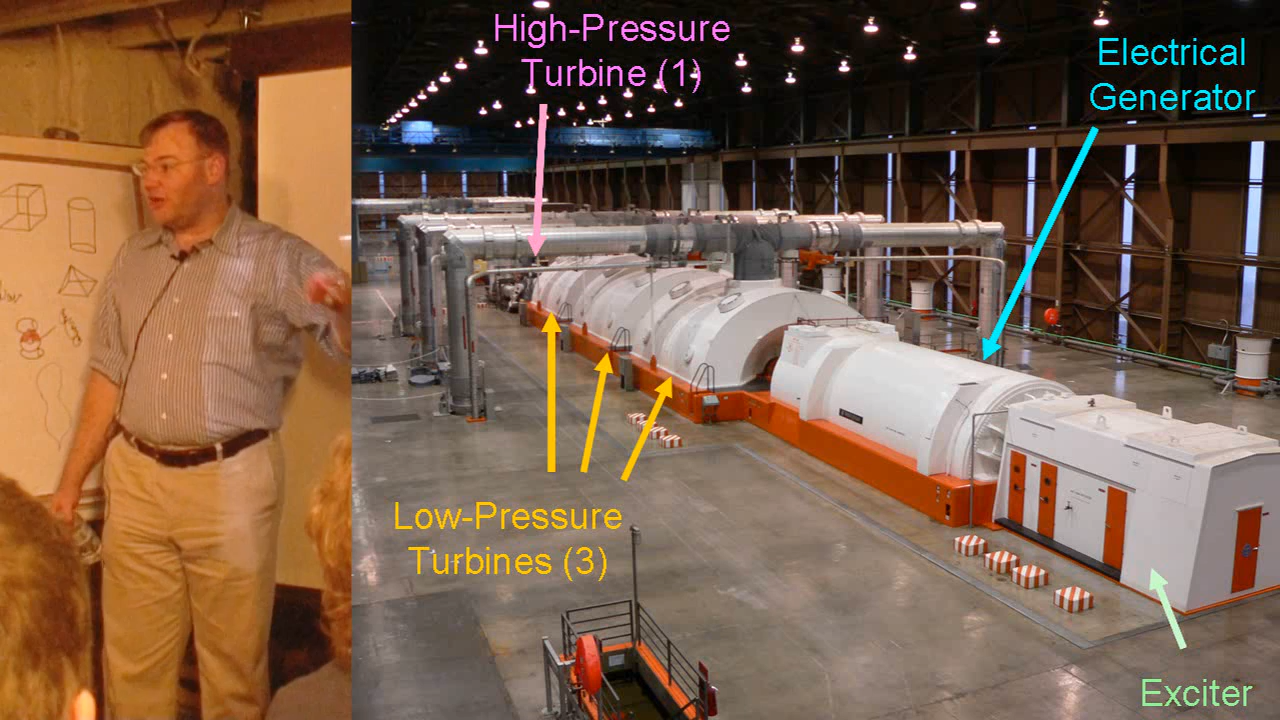 High-Pressure
Turbine (1)
Electrical
Generator
Low-Pressure
Turbines (3)
Exciter